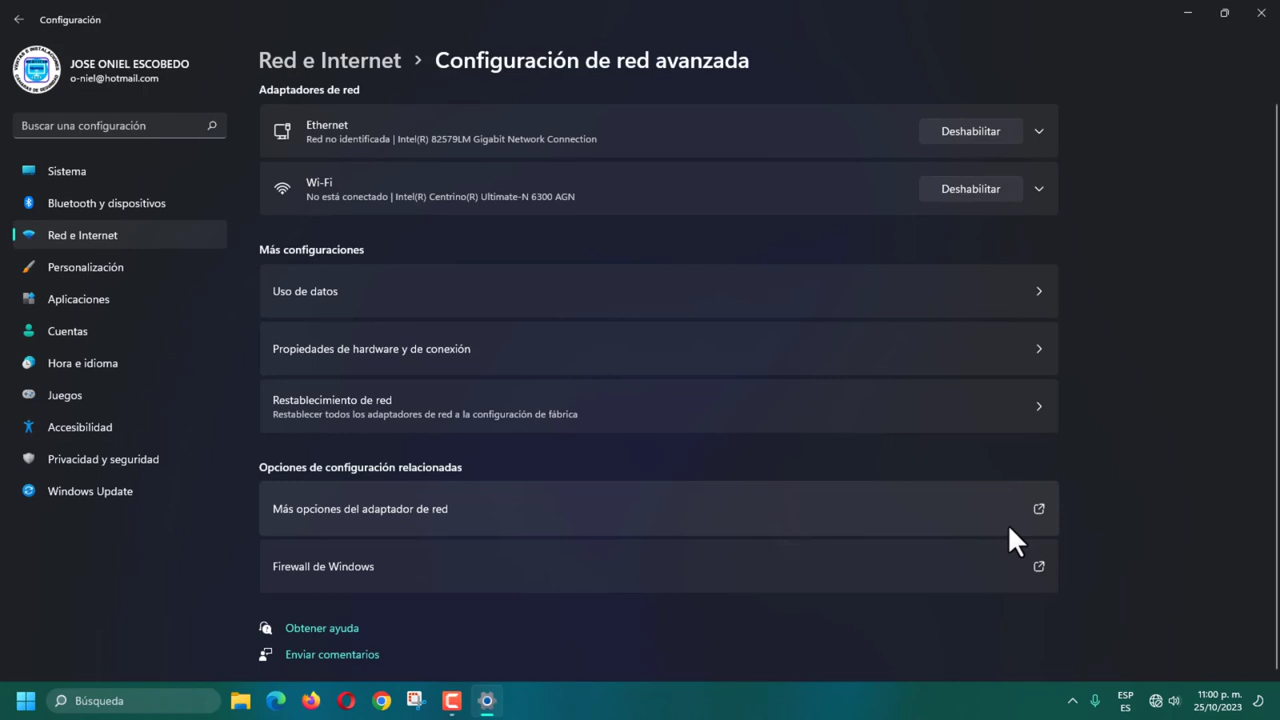 Configuración
JOSE ONIEL ESCOBEDO
o-niel@hotmail.com
Buscar una configuración
Sistema
Bluetooth y dispositivos
Red e Internet
Personalización
Aplicaciones
Cuentas
Hora e idioma
Juegos
Accesibilidad
Privacidad y seguridad
Windows Update
Red e Internet > Configuración de red avanzada
Adaptadores de red
Ethernet
Red no identificada | Intel(R) 82579LM Gigabit Network Connection
Deshabilitar
Wi-Fi
No está conectado | Intel(R) Centrino(R) Ultimate-N 6300 AGN
Deshabilitar
Más configuraciones
Uso de datos
Propiedades de hardware y de conexión
Restablecimiento de red
Restablecer todos los adaptadores de red a la configuración de fábrica
Opciones de configuración relacionadas
Más opciones del adaptador de red
Firewall de Windows
Obtener ayuda
Enviar comentarios
Búsqueda
ESP
ES
11:00 p. m.
25/10/2023